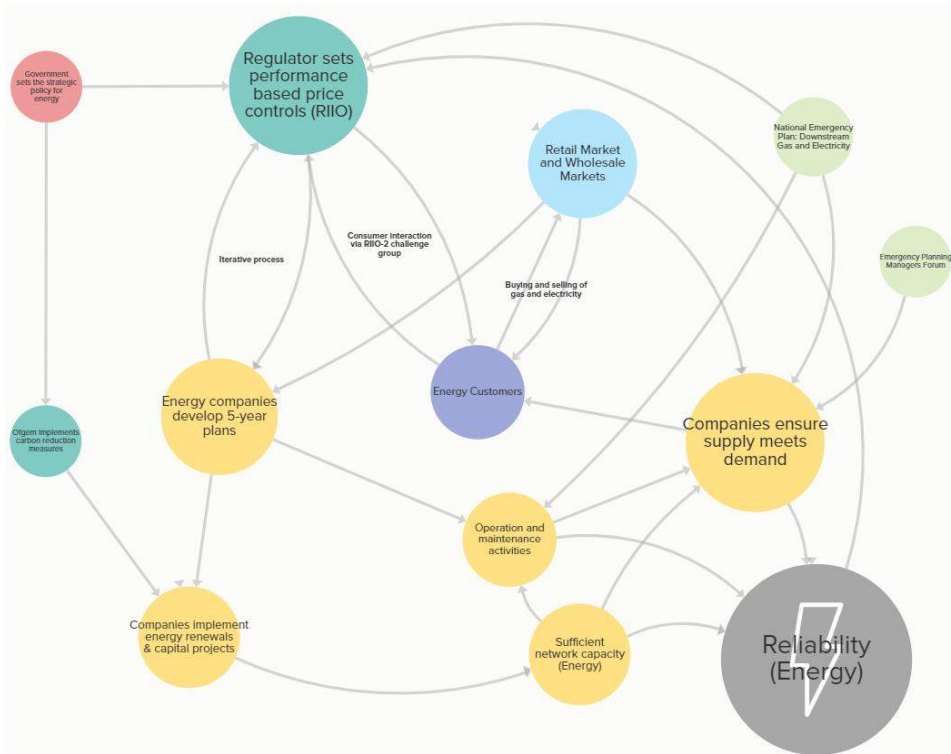 Government
sets the strategic
policy for
energy
Regulator sets
performance
based price
controls (RIIO)
Retail Market
and Wholesale
Markets
National Emergency
Plan: Downstream
Gas and Electricity
Emergency Planning
Managers Forum
Iterative process
Consumer interaction
via RIIO-2 challenge
group
Buying and selling of
gas and electricity
Energy companies
develop 5-year
plans
Energy Customers
Companies ensure
supply meets
demand
Ofgem implements
carbon reduction
measures
Operation and
maintenance
activities
Companies implement
energy renewals
& capital projects
Sufficient
network capacity
(Energy)
Reliability
(Energy)